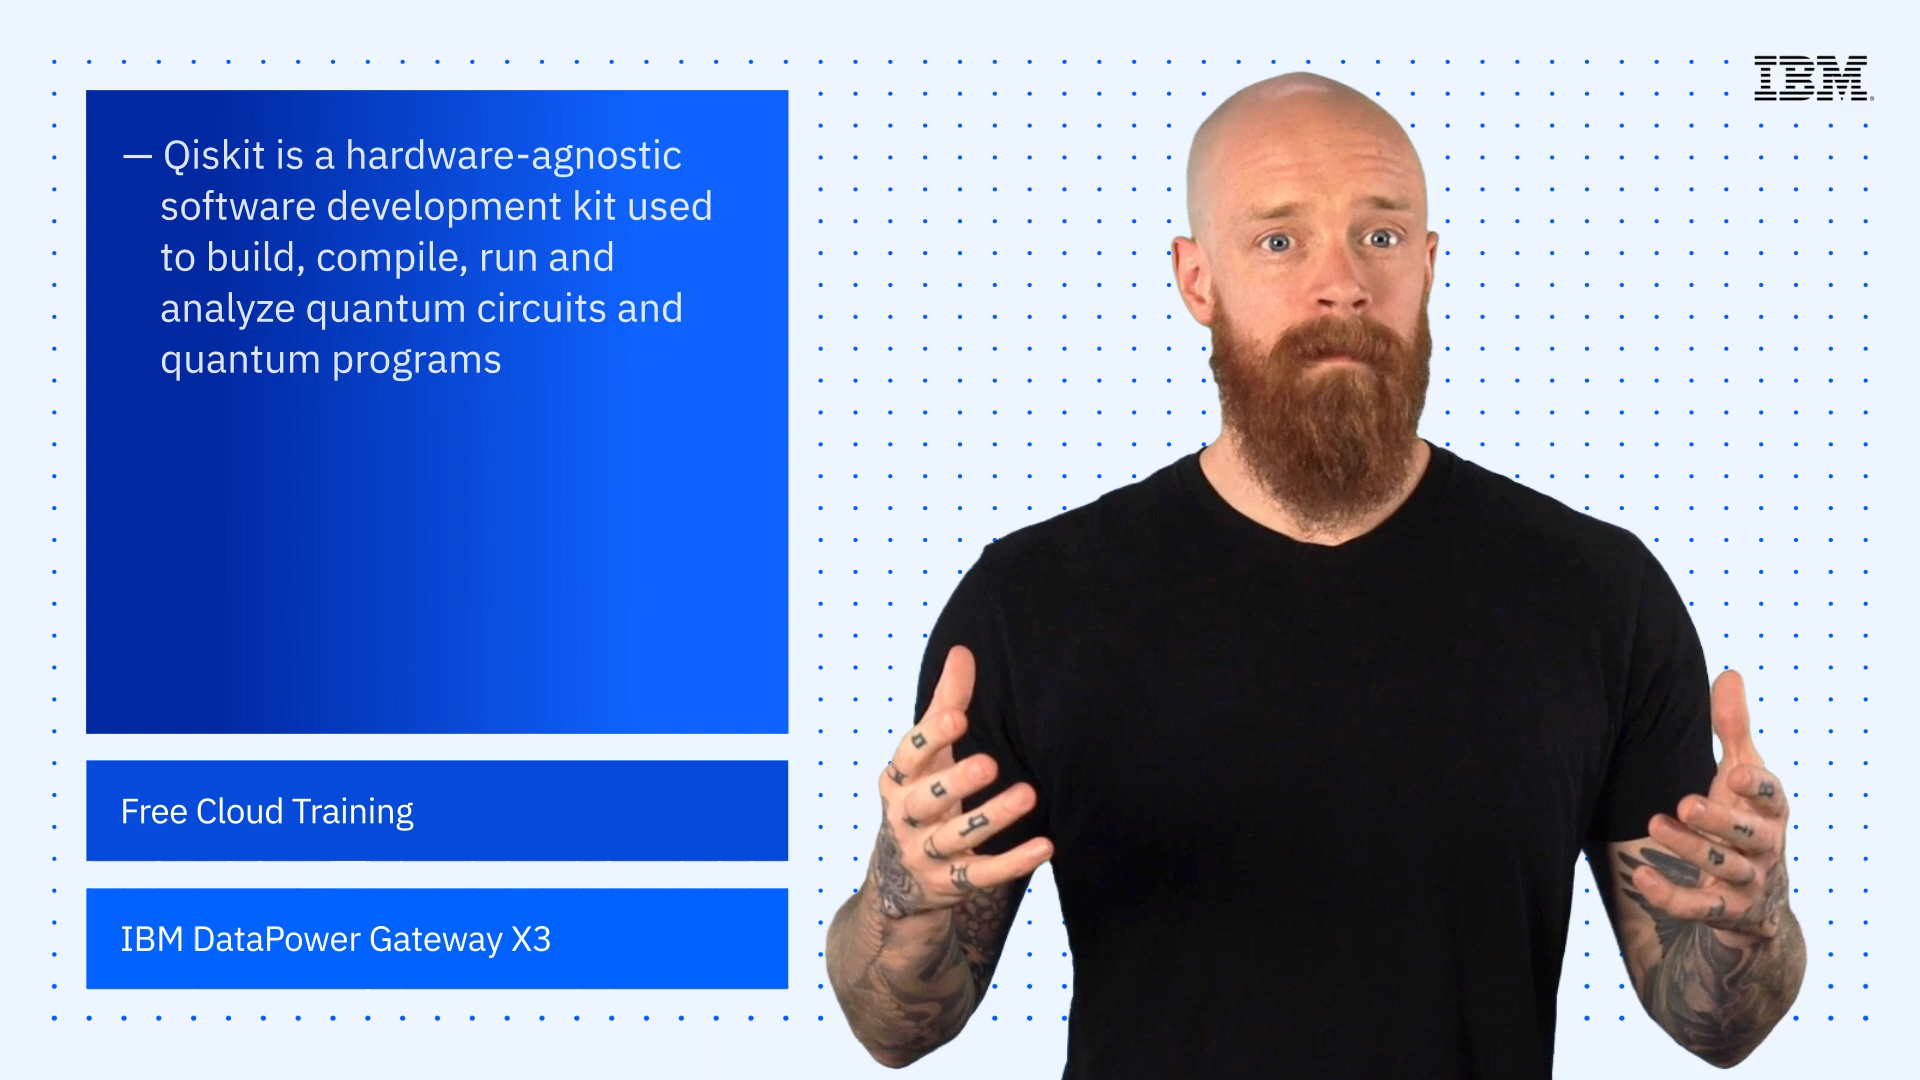 IBM
— Qiskit is a hardware-agnostic
software development kit used
to build, compile, run and
analyze quantum circuits and
quantum programs
Free Cloud Training
IBM DataPower Gateway X3